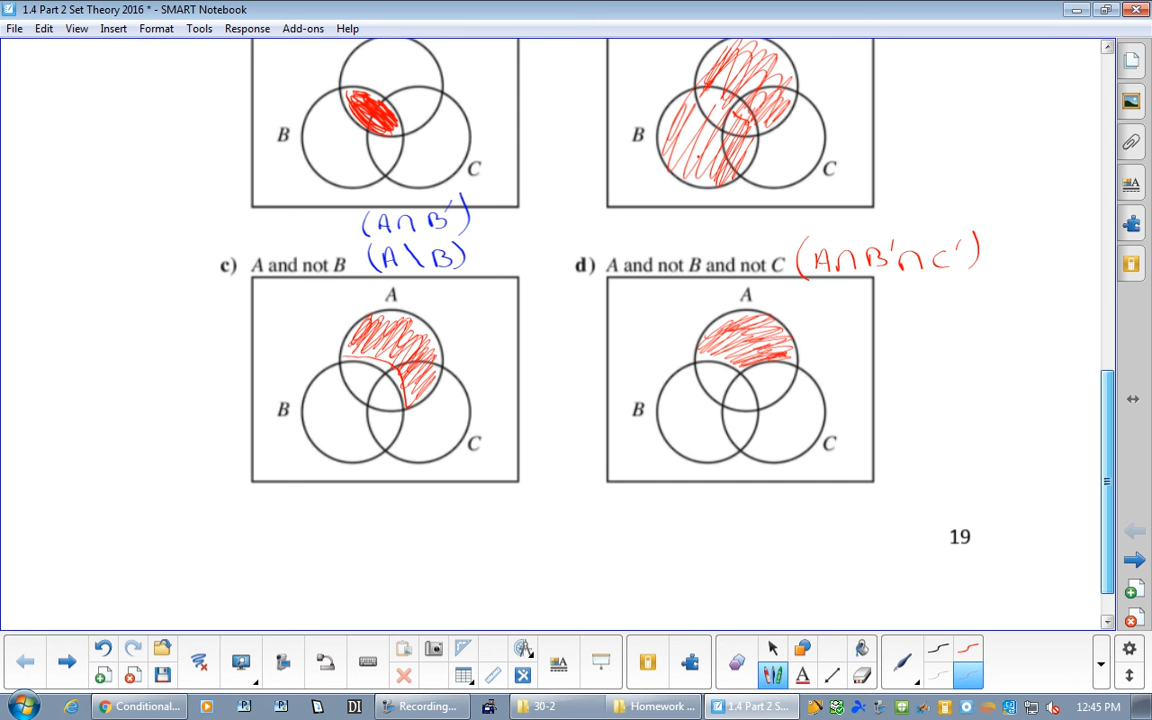 1.4 Part 2 Set Theory 2016 * - SMART Notebook
File Edit View Insert Format Tools Response Add-ons Help
B C
B C
(A∩B')
c) A and not B (A\B)
d) A and not B and not C (A∩B'∩C')
A
B C
A
B C
19
Conditional...
DI
Recording...
30-2
Homework ...
1.4 Part 2 S...
12:45 PM